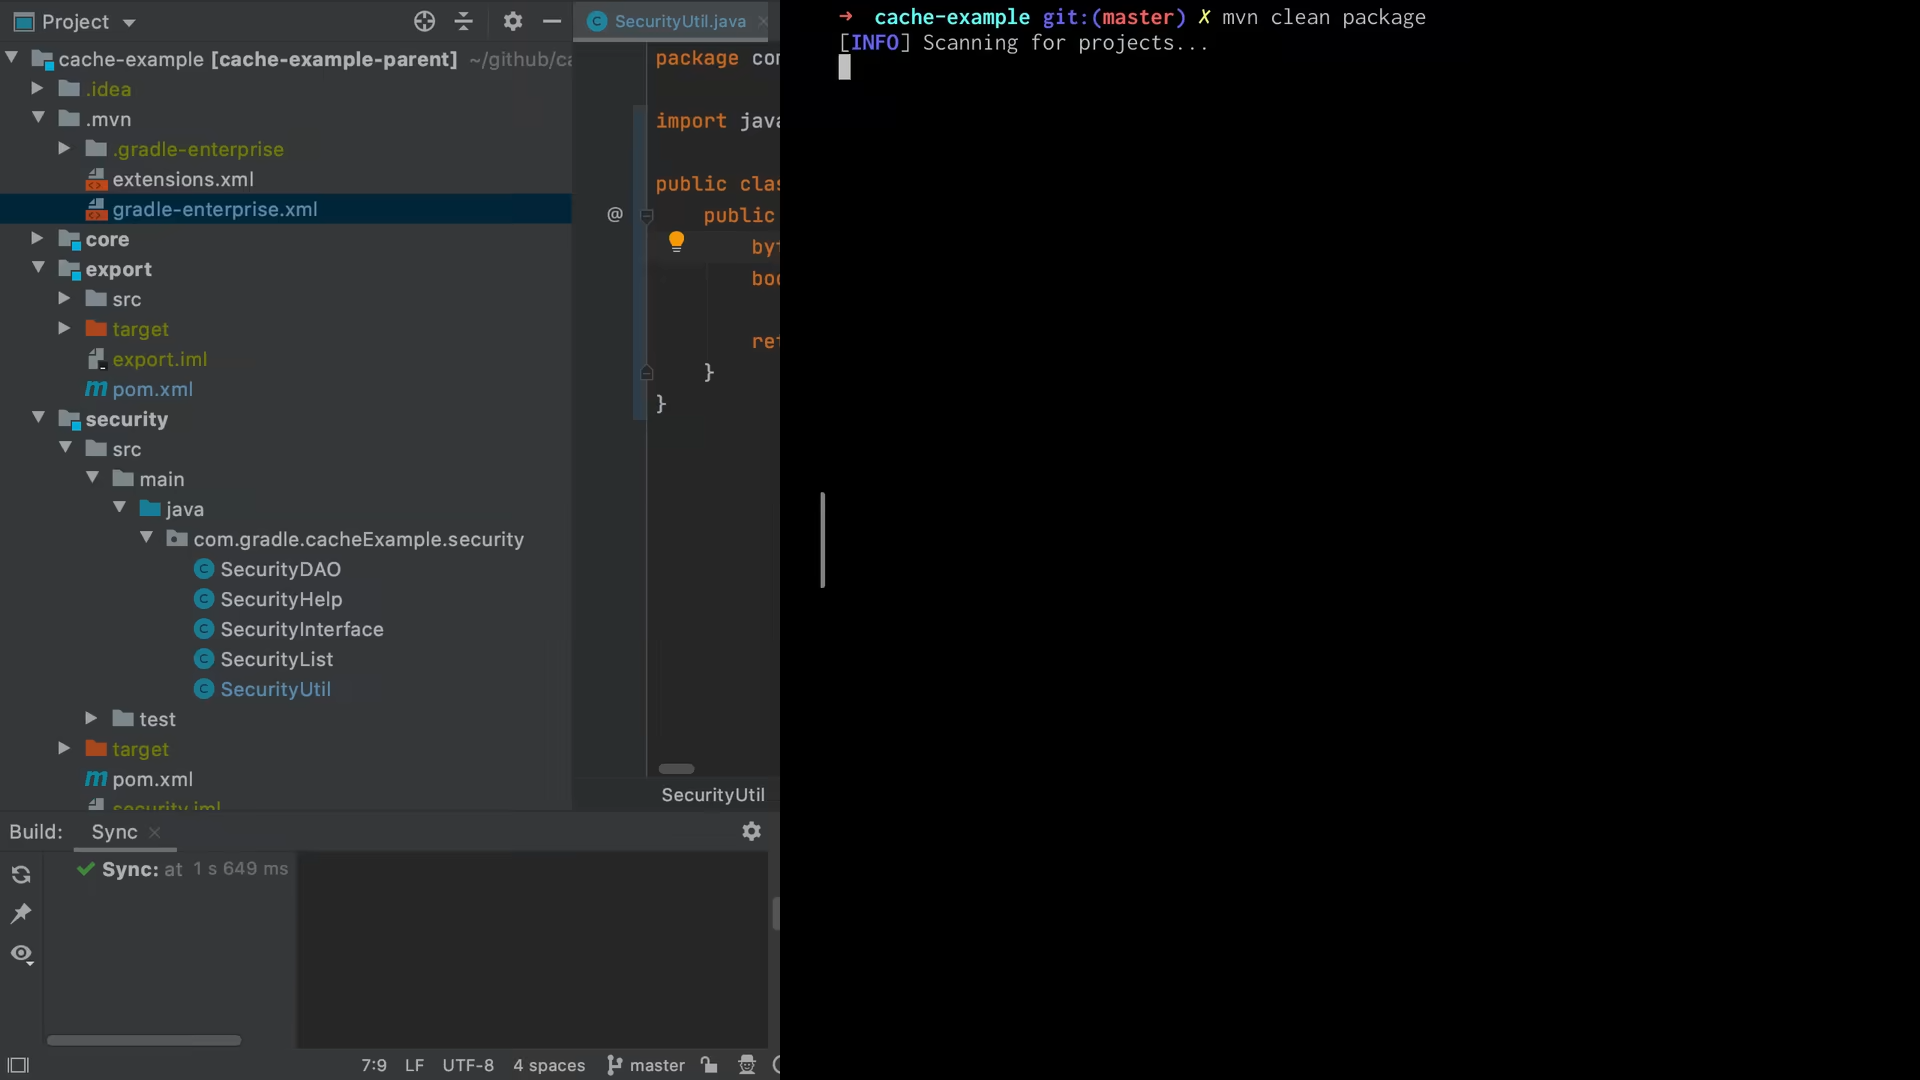 Project
cache-example [cache-example-parent] ~/github/ca
.idea
.mvn
.gradle-enterprise
extensions.xml
gradle-enterprise.xml
core
export
src
target
export.iml
pom.xml
security
src
main
java
com.gradle.cacheExample.security
SecurityDAO
SecurityHelp
SecurityInterface
SecurityList
SecurityUtil
test
target
pom.xml
security.iml
SecurityUtil.java
package com
import java
public clas
@ public
byt
boo
ret
}
}
SecurityUtil
Build: Sync
Sync: at 1 s 649 ms
7:9 LF UTF-8 4 spaces master
➜ cache-example git:(master) ✗ mvn clean package
[INFO] Scanning for projects...